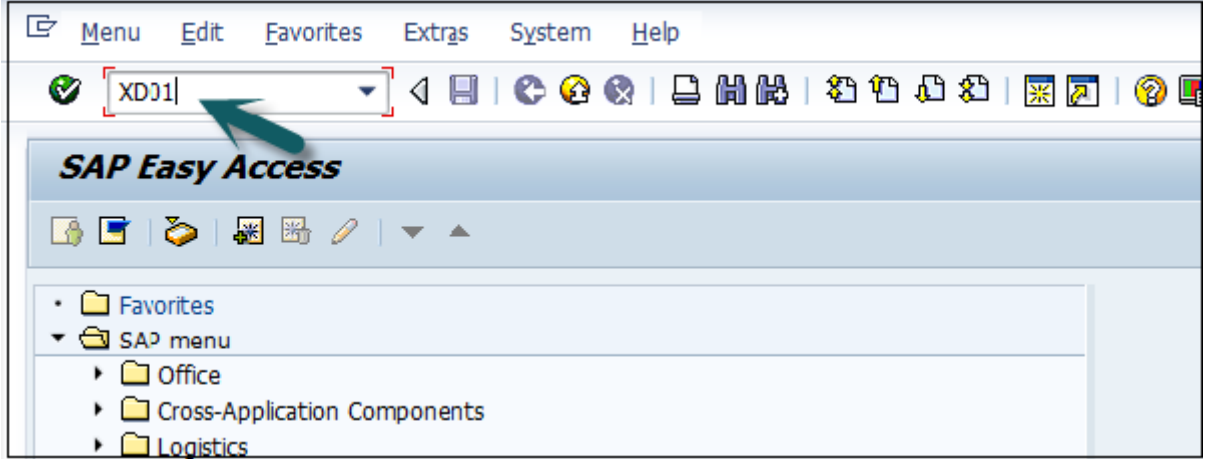 Menu Edit Favorites Extras System Help
XD01
SAP Easy Access
Favorites
SAP menu
Office
Cross-Application Components
Logistics